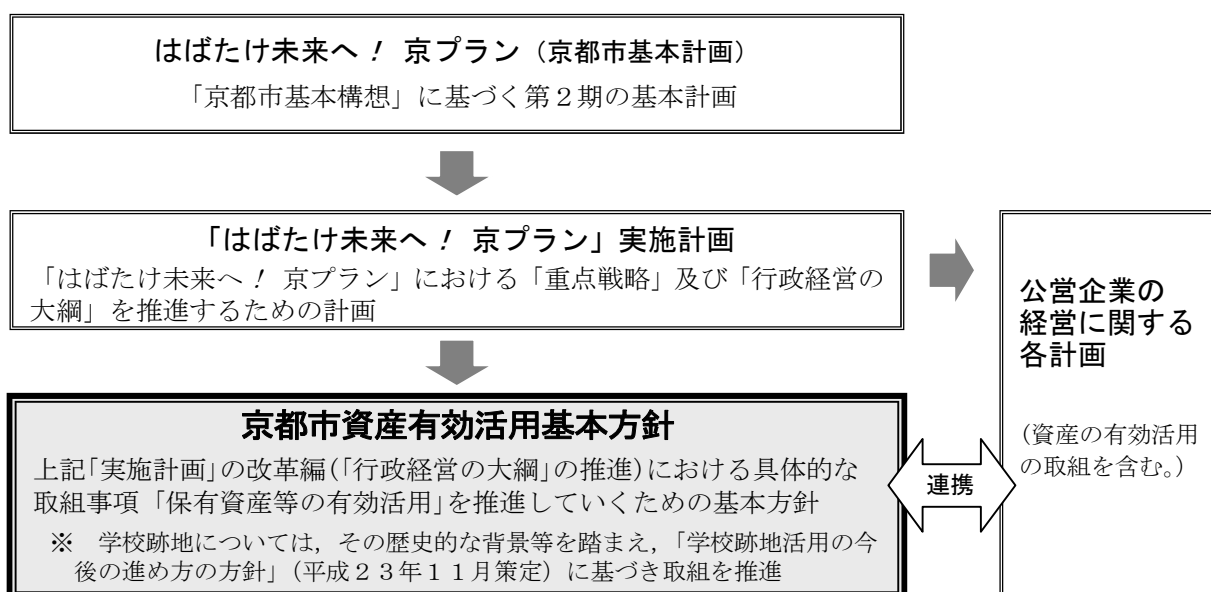 はばたけ未来へ！ 京プラン（京都市基本計画）
「京都市基本構想」に基づく第２期の基本計画
「はばたけ未来へ！ 京プラン」実施計画
「はばたけ未来へ！ 京プラン」における「重点戦略」及び「行政経営の
大綱」を推進するための計画
京都市資産有効活用基本方針
上記「実施計画」の改革編(「行政経営の大綱」の推進)における具体的な
取組事項「保有資産等の有効活用」を推進していくための基本方針
※　学校跡地については，その歴史的な背景等を踏まえ，「学校跡地活用の今
後の進め方の方針」（平成２３年１１月策定）に基づき取組を推進
連携
公営企業の
経営に関する
各計画
（資産の有効活用
の取組を含む。）